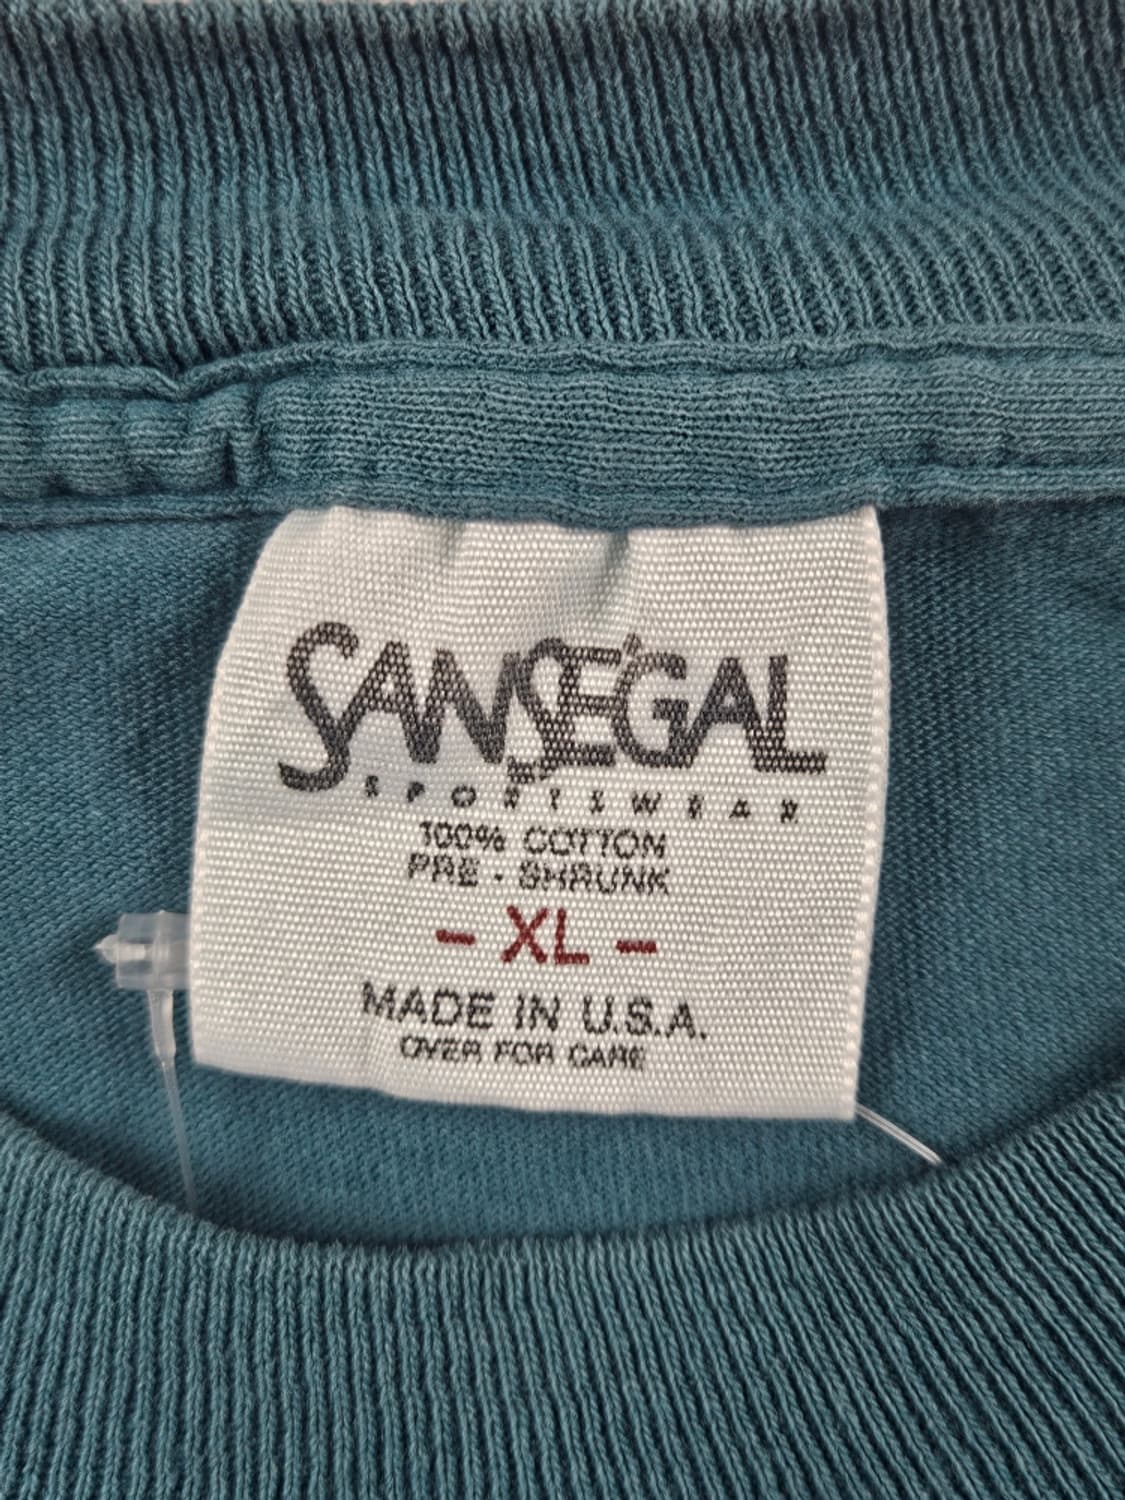 SANSEGAL
SPORTSWEAR
100% COTTON
PRE - SHRUNK
- XL -
MADE IN U.S.A.
OVER FOR CARE